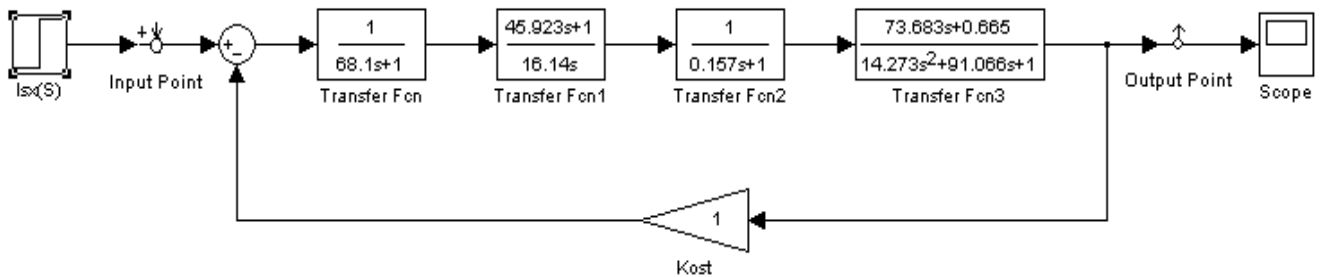 Isx(S)
Input Point
+
+
−
1
68.1s+1
Transfer Fcn
45.923s+1
16.14s
Transfer Fcn1
1
0.157s+1
Transfer Fcn2
73.683s+0.665
14.273s²+91.066s+1
Transfer Fcn3
Output Point
Scope
1
Kost